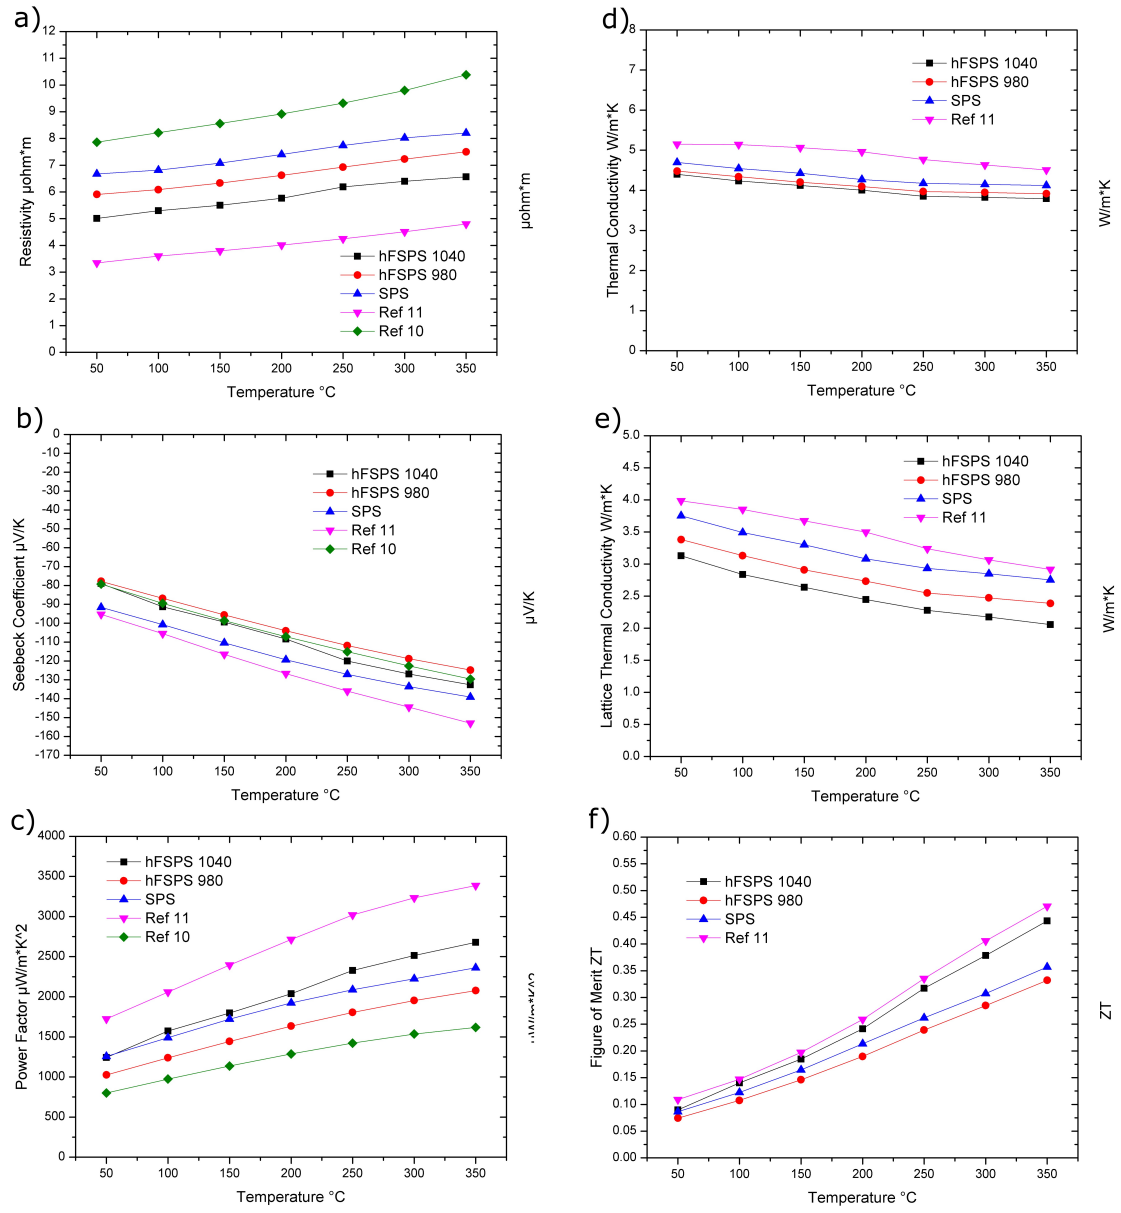 a)
12
11
10
9
8
7
6
5
4
3
2
1
0
Resistivity µohm*m
µohm*m
hFSPS 1040
hFSPS 980
SPS
Ref 11
Ref 10
50 100 150 200 250 300 350
Temperature °C
d)
8
7
6
5
4
3
2
1
0
Thermal Conductivity W/m*K
W/m*K
hFSPS 1040
hFSPS 980
SPS
Ref 11
50 100 150 200 250 300 350
Temperature °C
b)
0
-10
-20
-30
-40
-50
-60
-70
-80
-90
-100
-110
-120
-130
-140
-150
-160
-170
Seebeck Coefficient µV/K
µV/K
hFSPS 1040
hFSPS 980
SPS
Ref 11
Ref 10
50 100 150 200 250 300 350
Temperature °C
e)
5.0
4.5
4.0
3.5
3.0
2.5
2.0
1.5
1.0
0.5
0.0
Lattice Thermal Conductivity W/m*K
W/m*K
hFSPS 1040
hFSPS 980
SPS
Ref 11
50 100 150 200 250 300 350
Temperature °C
c)
4000
3500
3000
2500
2000
1500
1000
500
0
Power Factor µW/m*K^2
µW/m*K^2
hFSPS 1040
hFSPS 980
SPS
Ref 11
Ref 10
50 100 150 200 250 300 350
Temperature °C
f)
0.60
0.55
0.50
0.45
0.40
0.35
0.30
0.25
0.20
0.15
0.10
0.05
0.00
Figure of Merit ZT
ZT
hFSPS 1040
hFSPS 980
SPS
Ref 11
50 100 150 200 250 300 350
Temperature °C